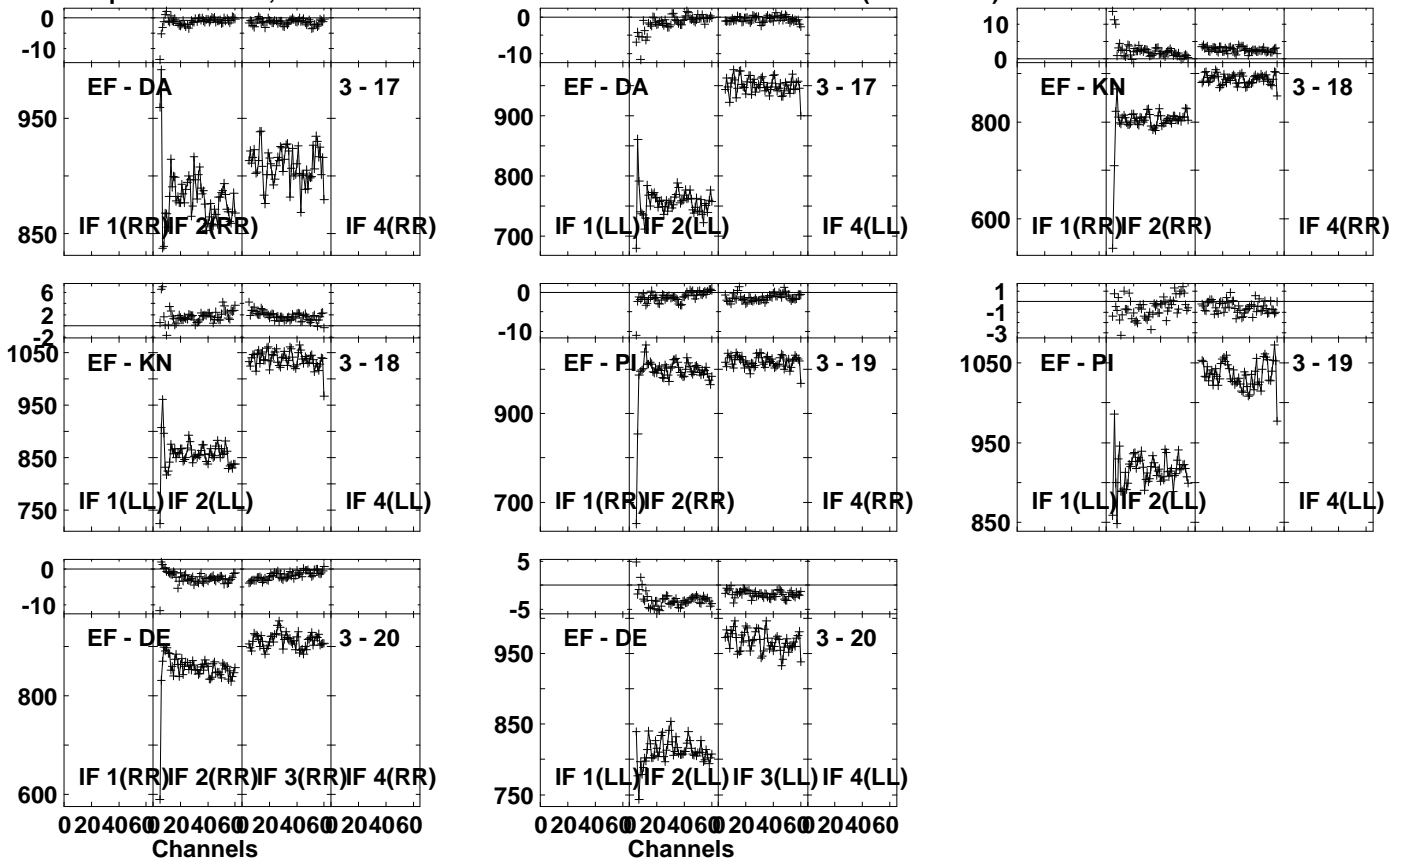 0 0 10
-10 -10 0
EF - DA 3 - 17 EF - DA 3 - 17 EF - KN 3 - 18
950 900 800
800
850 700 600
IF 1(RR) IF 2(RR) IF 4(RR) IF 1(LL) IF 2(LL) IF 4(LL) IF 1(RR) IF 2(RR) IF 4(RR)
6 0 1
2 -10 -1
-2 -3
EF - KN 3 - 18 EF - PI 3 - 19 EF - PI 3 - 19
1050 900 1050
950 950
850 700 850
750
IF 1(LL) IF 2(LL) IF 4(LL) IF 1(RR) IF 2(RR) IF 4(RR) IF 1(LL) IF 2(LL) IF 4(LL)
0 5
-10 -5
EF - DE 3 - 20 EF - DE 3 - 20
800 950
850
600 750
IF 1(RR) IF 2(RR) IF 3(RR) IF 4(RR) IF 1(LL) IF 2(LL) IF 3(LL) IF 4(LL)
0 204060 0 204060 0 204060 0 204060 0 204060 0 204060 0 204060 0 204060
Channels Channels